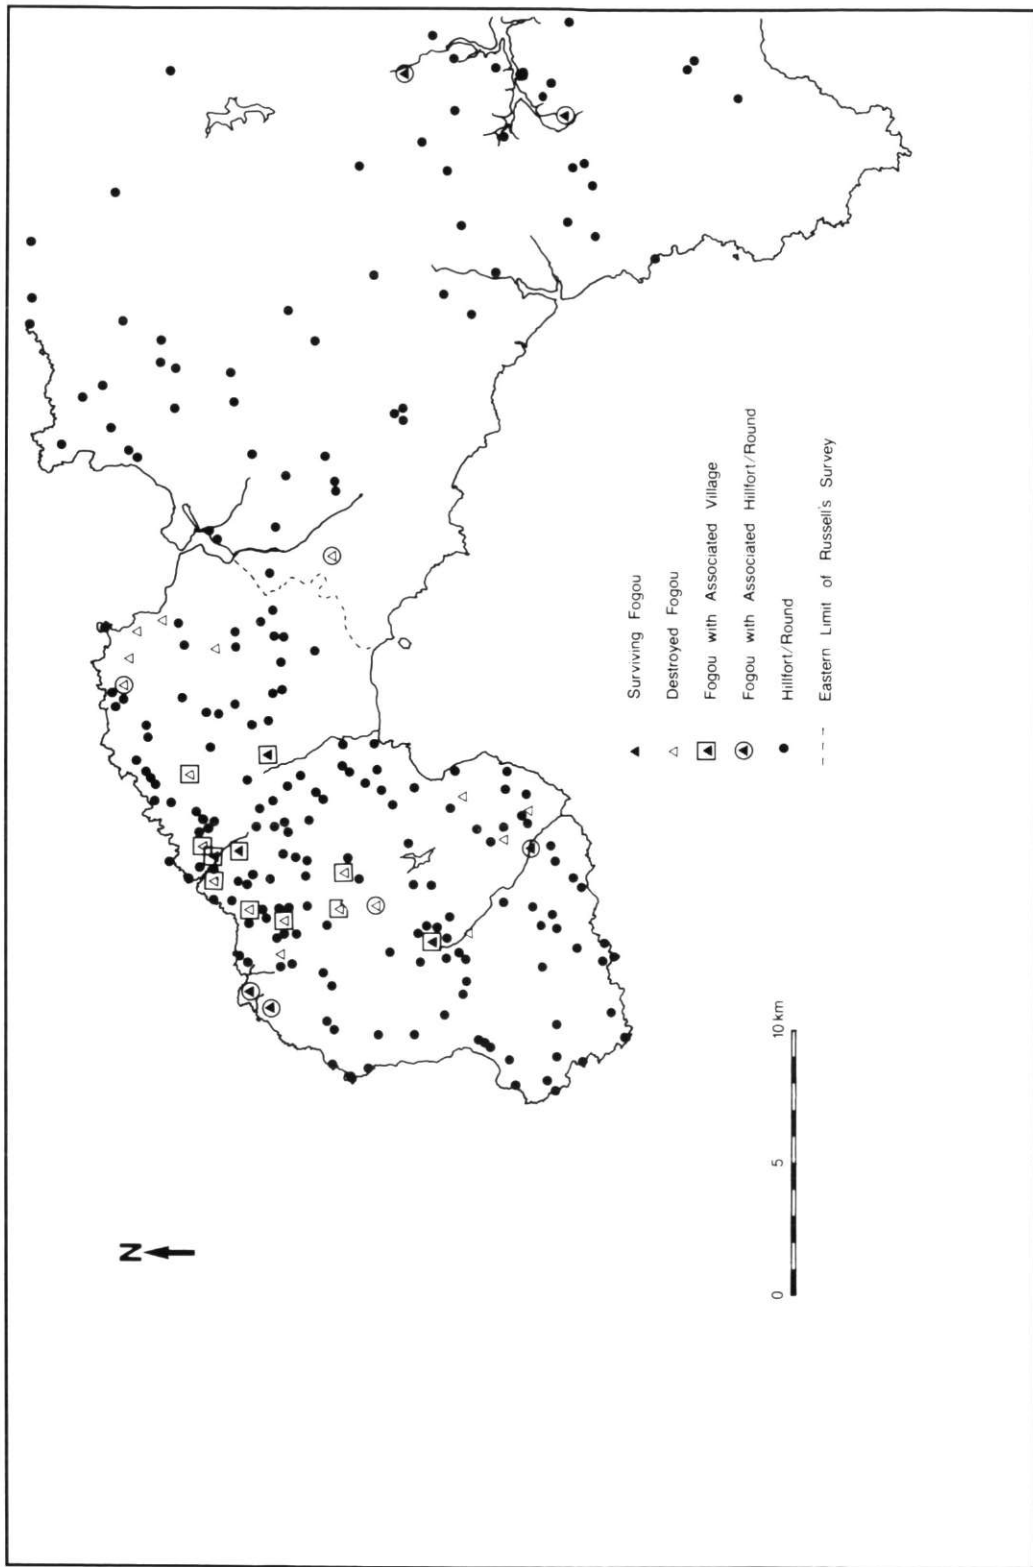 N
Surviving Fogou
Destroyed Fogou
Fogou with Associated Village
Fogou with Associated Hillfort/Round
Hillfort/Round
Eastern Limit of Russell's Survey
0 5 10 km